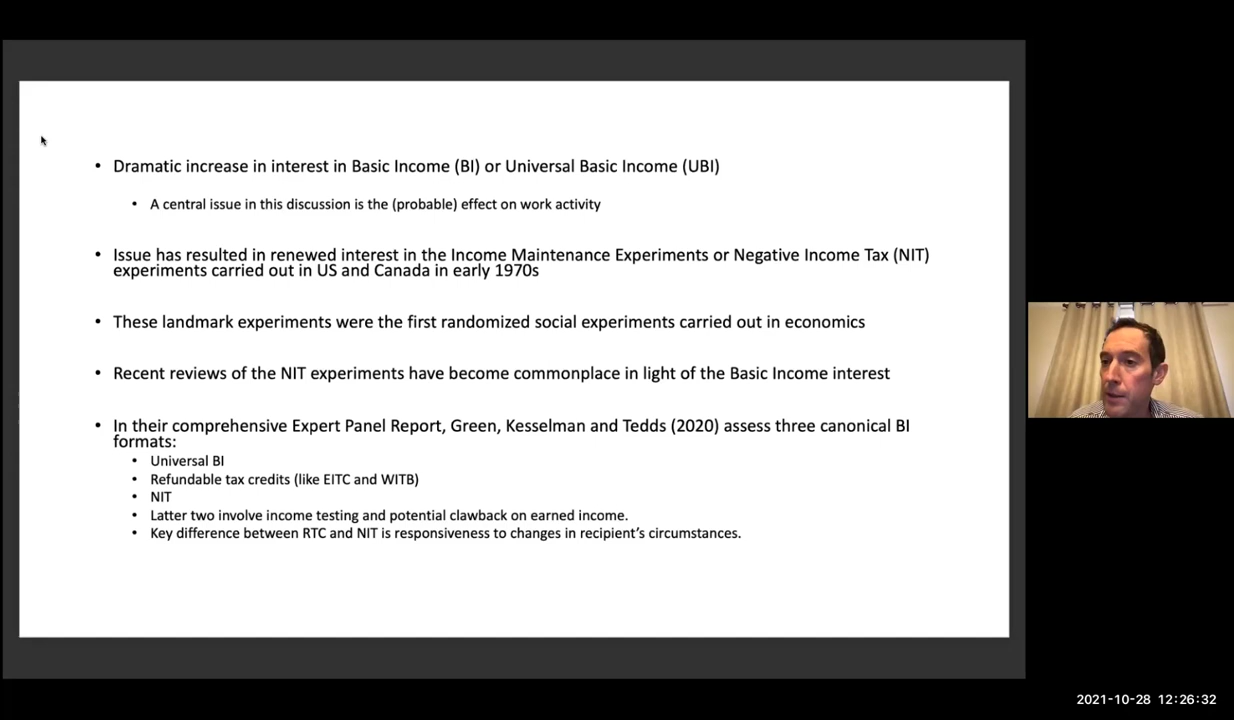 • Dramatic increase in interest in Basic Income (BI) or Universal Basic Income (UBI)
• A central issue in this discussion is the (probable) effect on work activity
• Issue has resulted in renewed interest in the Income Maintenance Experiments or Negative Income Tax (NIT)
experiments carried out in US and Canada in early 1970s
• These landmark experiments were the first randomized social experiments carried out in economics
• Recent reviews of the NIT experiments have become commonplace in light of the Basic Income interest
• In their comprehensive Expert Panel Report, Green, Kesselman and Tedds (2020) assess three canonical BI
formats:
• Universal BI
• Refundable tax credits (like EITC and WITB)
• NIT
• Latter two involve income testing and potential clawback on earned income.
• Key difference between RTC and NIT is responsiveness to changes in recipient’s circumstances.
2021-10-28 12:26:32